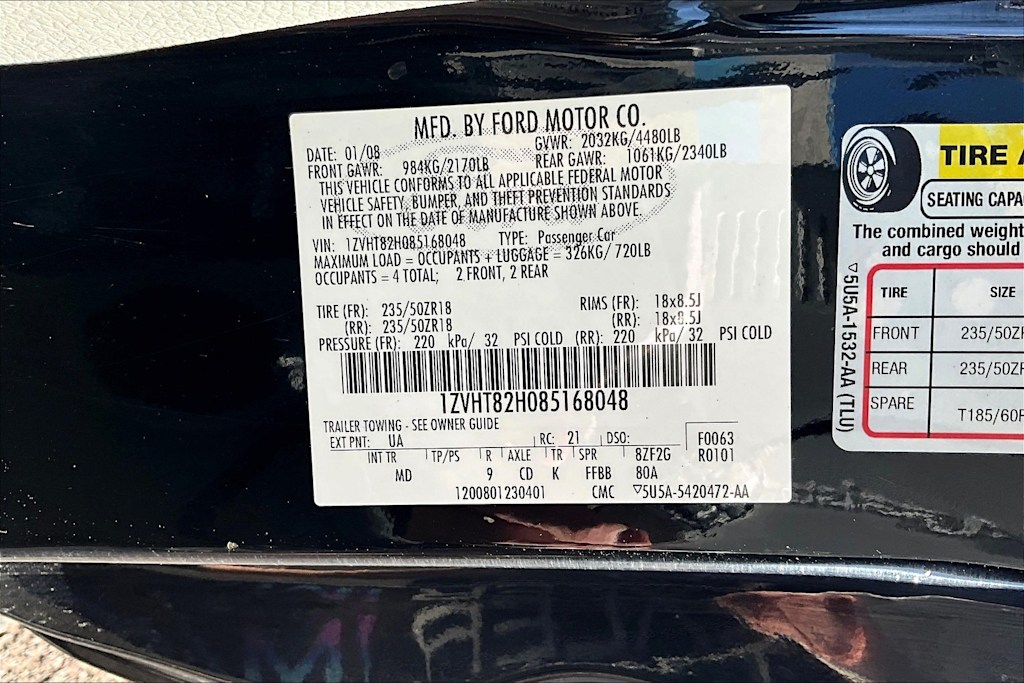 MFD. BY FORD MOTOR CO.
DATE: 01/08 GVWR: 2032KG/4480LB
FRONT GAWR: 984KG/2170LB REAR GAWR: 1061KG/2340LB
THIS VEHICLE CONFORMS TO ALL APPLICABLE FEDERAL MOTOR
VEHICLE SAFETY, BUMPER, AND THEFT PREVENTION STANDARDS
IN EFFECT ON THE DATE OF MANUFACTURE SHOWN ABOVE.
VIN: 1ZVHT82H085168048 TYPE: Passenger Car
MAXIMUM LOAD = OCCUPANTS + LUGGAGE = 326KG/720LB
OCCUPANTS = 4 TOTAL; 2 FRONT, 2 REAR
TIRE (FR): 235/50ZR18 RIMS (FR): 18x8.5J
(RR): 235/50ZR18 (RR): 18x8.5J
PRESSURE (FR): 220 kPa/ 32 PSI COLD (RR): 220 kPa/ 32 PSI COLD
1ZVHT82H085168048
TRAILER TOWING - SEE OWNER GUIDE
EXT PNT: UA RC: 21 DSO: F0063
INT TR TP/PS R AXLE TR SPR 8ZF2G R0101
MD 9 CD K FFBB 80A
1200801230401 CMC ▽5U5A-5420472-AA
TIRE A
SEATING CAPA
The combined weight
and cargo should
TIRE SIZE
FRONT 235/50ZR
REAR 235/50ZR
SPARE T185/60R
▽5U5A-1532-AA (TLU)